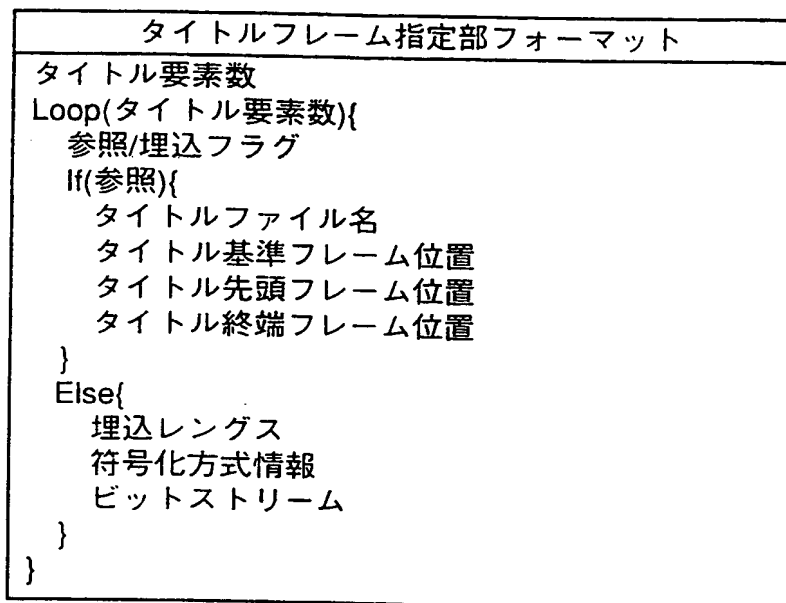 タイトルフレーム指定部フォーマット
タイトル要素数
Loop(タイトル要素数){
参照/埋込フラグ
If(参照){
タイトルファイル名
タイトル基準フレーム位置
タイトル先頭フレーム位置
タイトル終端フレーム位置
}
Else{
埋込レングス
符号化方式情報
ビットストリーム
}
}